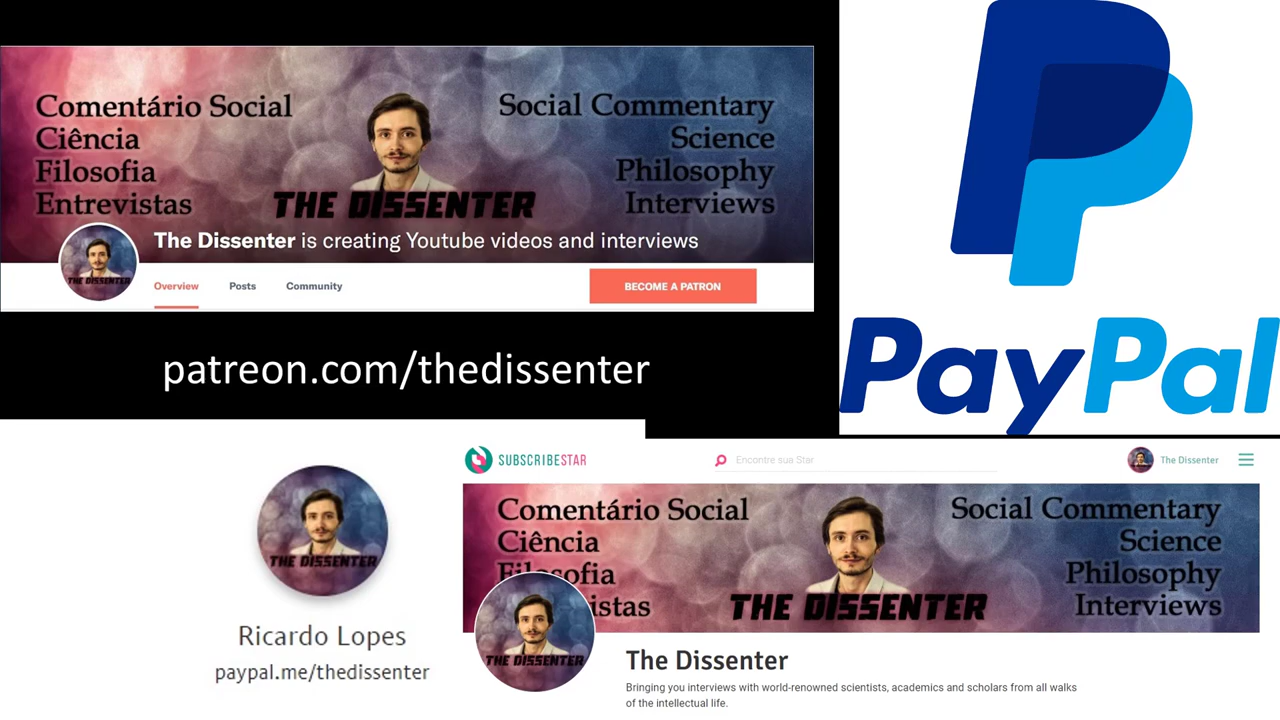 Comentário Social
Ciência
Filosofia
Entrevistas
Social Commentary
Science
Philosophy
Interviews
THE DISSENTER
The Dissenter is creating Youtube videos and interviews
THE DISSENTER
Overview
Posts
Community
BECOME A PATRON
patreon.com/thedissenter
PayPal
THE DISSENTER
Ricardo Lopes
paypal.me/thedissenter
SUBSCRIBESTAR
Encontre sua Star
The Dissenter
Comentário Social
Ciência
Filosofia
istas
Social Commentary
Science
Philosophy
Interviews
THE DISSENTER
THE DISSENTER
The Dissenter
Bringing you interviews with world-renowned scientists, academics and scholars from all walks
of the intellectual life.